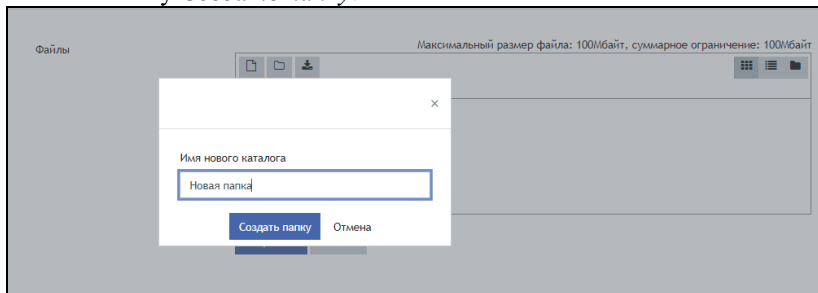 Файлы
Максимальный размер файла: 100Мбайт, суммарное ограничение: 100Мбайт
×
Имя нового каталога
Новая папка
Создать папку Отмена